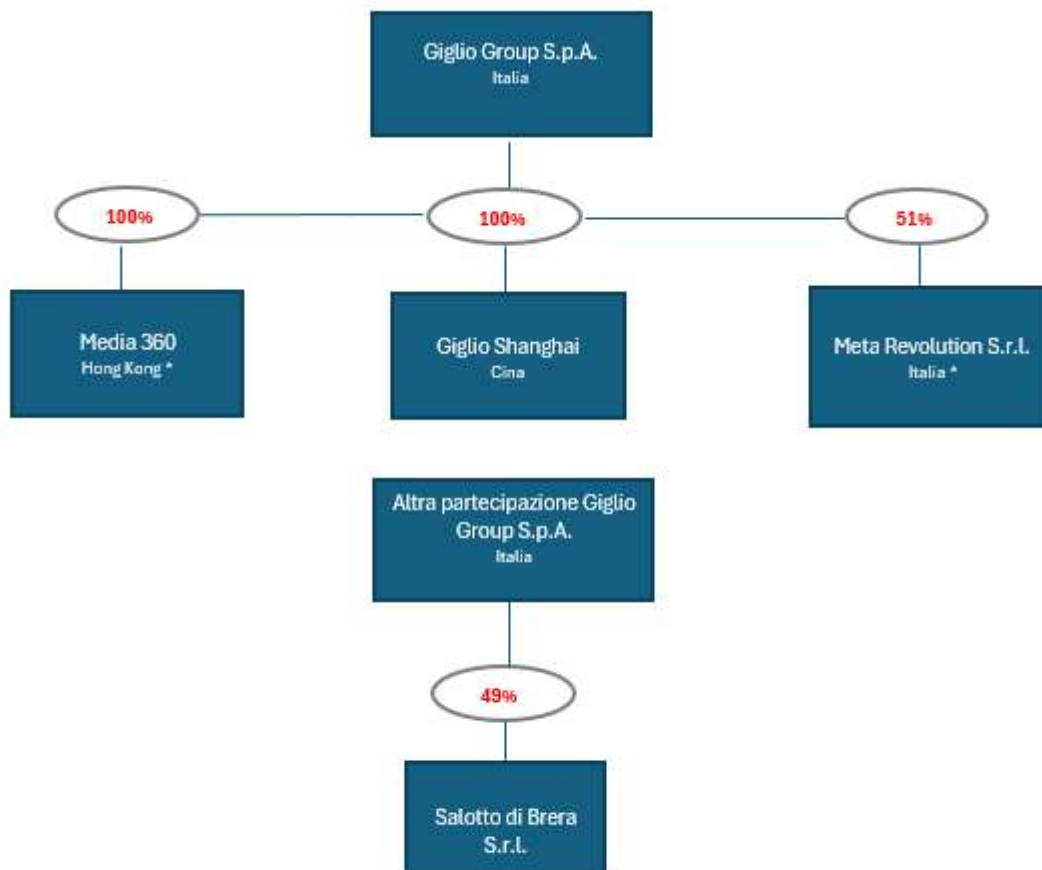 Giglio Group S.p.A.
Italia
100%
100%
51%
Media 360
Hong Kong *
Giglio Shanghai
Cina
Meta Revolution S.r.l.
Italia *
Altra partecipazione Giglio
Group S.p.A.
Italia
49%
Salotto di Brera
S.r.l.